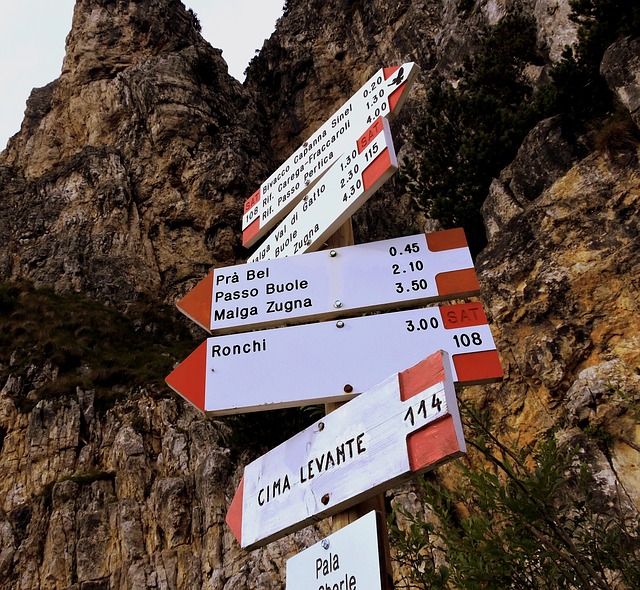 SAT
108
Bivacco Capanna Sinel 0.20
Rif. Carega-Fraccaroli 1.30
Rif. Passo Pertica 4.00
SAT
115
Malga Val di Gatto 1.30
Buole 2.30
Zugna 4.30
Prà Bel 0.45
Passo Buole 2.10
Malga Zugna 3.50
Ronchi 3.00
SAT
108
CIMA LEVANTE 114
Pala